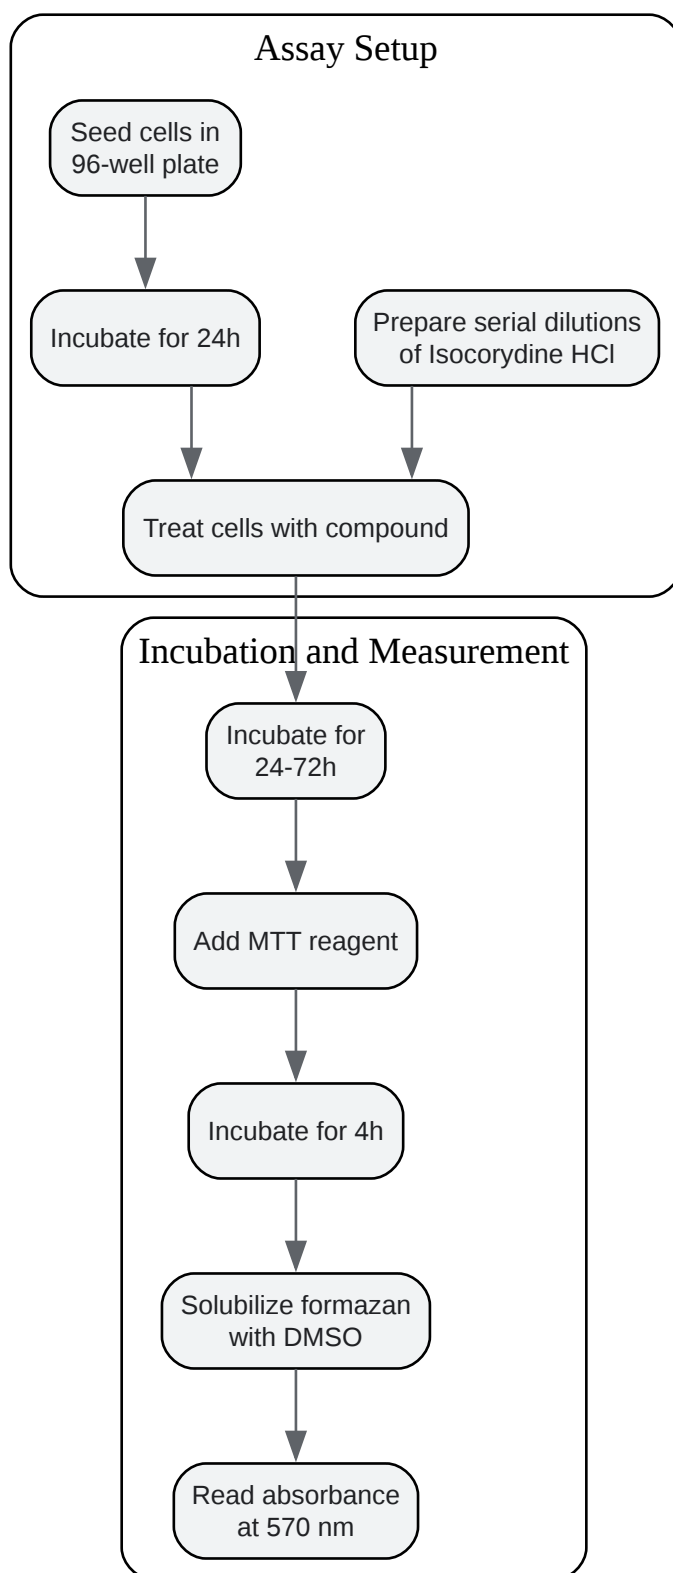 Assay Setup
Seed cells in
96-well plate
Incubate for 24h
Prepare serial dilutions
of Isocorydine HCl
Treat cells with compound
Incubation and Measurement
Incubate for
24-72h
Add MTT reagent
Incubate for 4h
Solubilize formazan
with DMSO
Read absorbance
at 570 nm